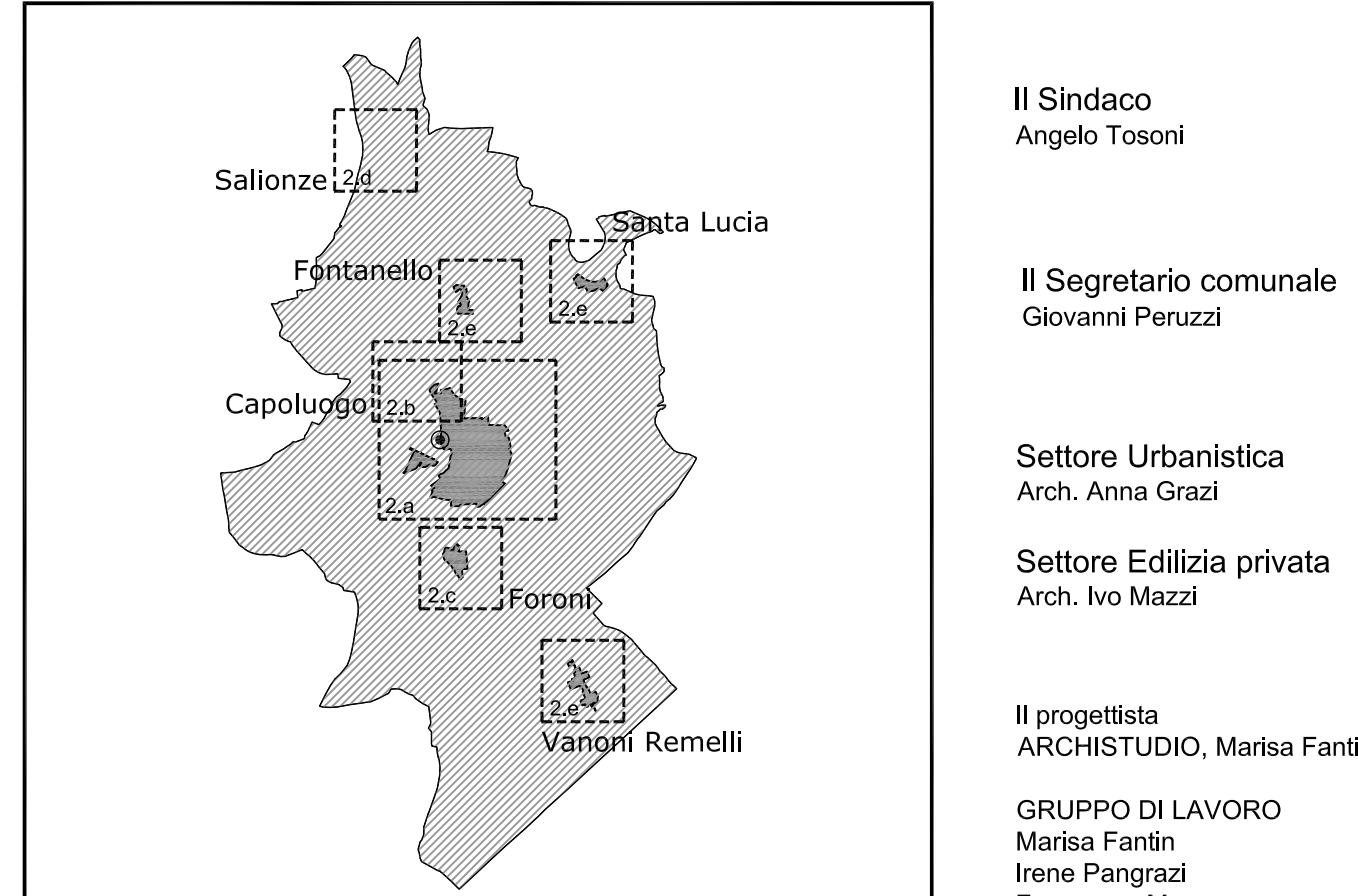 Salionze
2.d
Santa Lucia
2.e
Fontanello
2.e
Capoluogo
2.b
2.a
2.c
Foroni
2.e
Vanoni Remelli
Il Sindaco
Angelo Tosoni
Il Segretario comunale
Giovanni Peruzzi
Settore Urbanistica
Arch. Anna Grazi
Settore Edilizia privata
Arch. Ivo Mazzi
Il progettista
ARCHISTUDIO, Marisa Fanti
GRUPPO DI LAVORO
Marisa Fantin
Irene Pangrazi